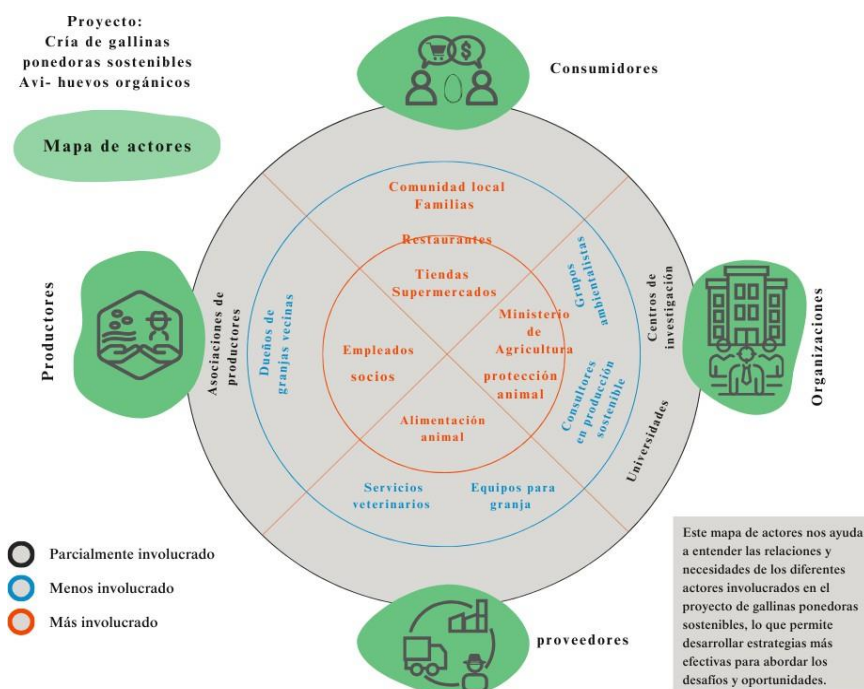 Proyecto:
Cría de gallinas
ponedoras sostenibles
Avi- huevos orgánicos
Mapa de actores
$
Consumidores
Comunidad local
Familias
Restaurantes
Tiendas
Supermercados
Grupos
ambientalistas
Centros de
investigación
Organizaciones
Ministerio
de
Agricultura
protección
animal
Consultores
en producción
sostenible
Universidades
Productores
Asociaciones de
productores
Dueños de
granjas vecinas
Empleados
socios
Alimentación
animal
Servicios
veterinarios
Equipos para
granja
proveedores
Parcialmente involucrado
Menos involucrado
Más involucrado
Este mapa de actores nos ayuda
a entender las relaciones y
necesidades de los diferentes
actores involucrados en el
proyecto de gallinas ponedoras
sostenibles, lo que permite
desarrollar estrategias más
efectivas para abordar los
desafíos y oportunidades.